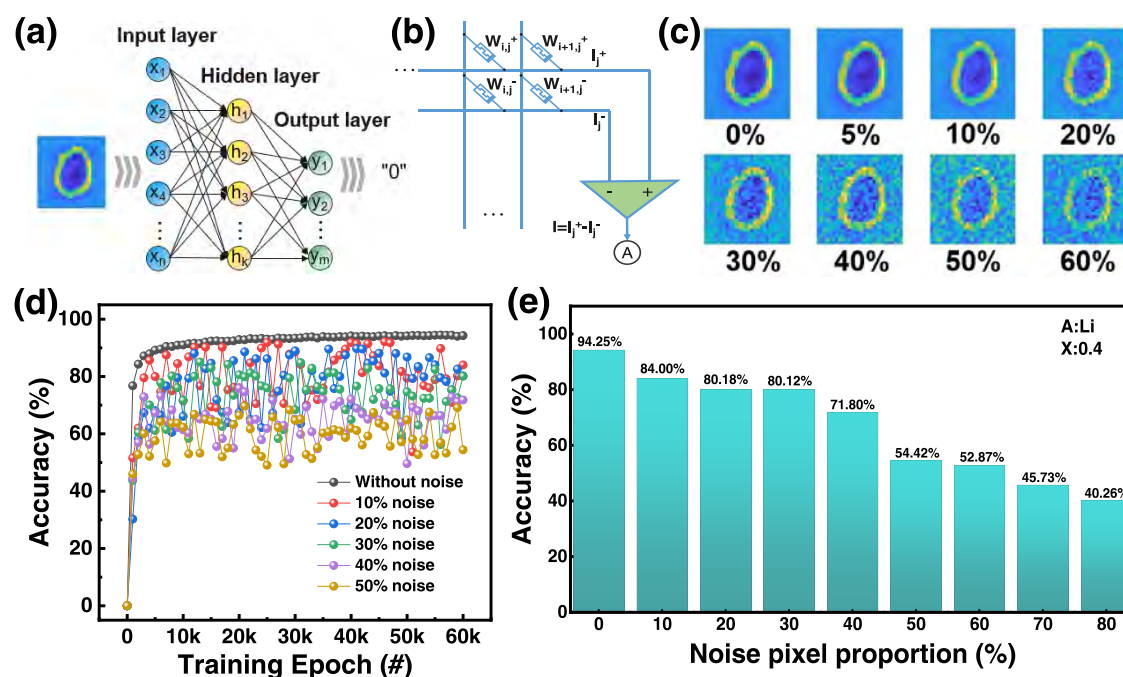 (a)
Input layer
Hidden layer
Output layer
x1
x2
x3
x4
xn
h1
h2
h3
hk
y1
y2
ym
"0"
(b)
Wi,j+
Wi+1,j+
Ij+
Wi,j-
Wi+1,j-
Ij-
...
...
...
- +
I=Ij+-Ij-
A
(c)
0% 5% 10% 20%
30% 40% 50% 60%
(d)
Accuracy (%)
100
80
60
40
20
0
Without noise
10% noise
20% noise
30% noise
40% noise
50% noise
0 10k 20k 30k 40k 50k 60k
Training Epoch (#)
(e)
Accuracy (%)
100
80
60
40
20
0
A:Li
X:0.4
94.25%
84.00%
80.18%
80.12%
71.80%
54.42%
52.87%
45.73%
40.26%
0 10 20 30 40 50 60 70 80
Noise pixel proportion (%)